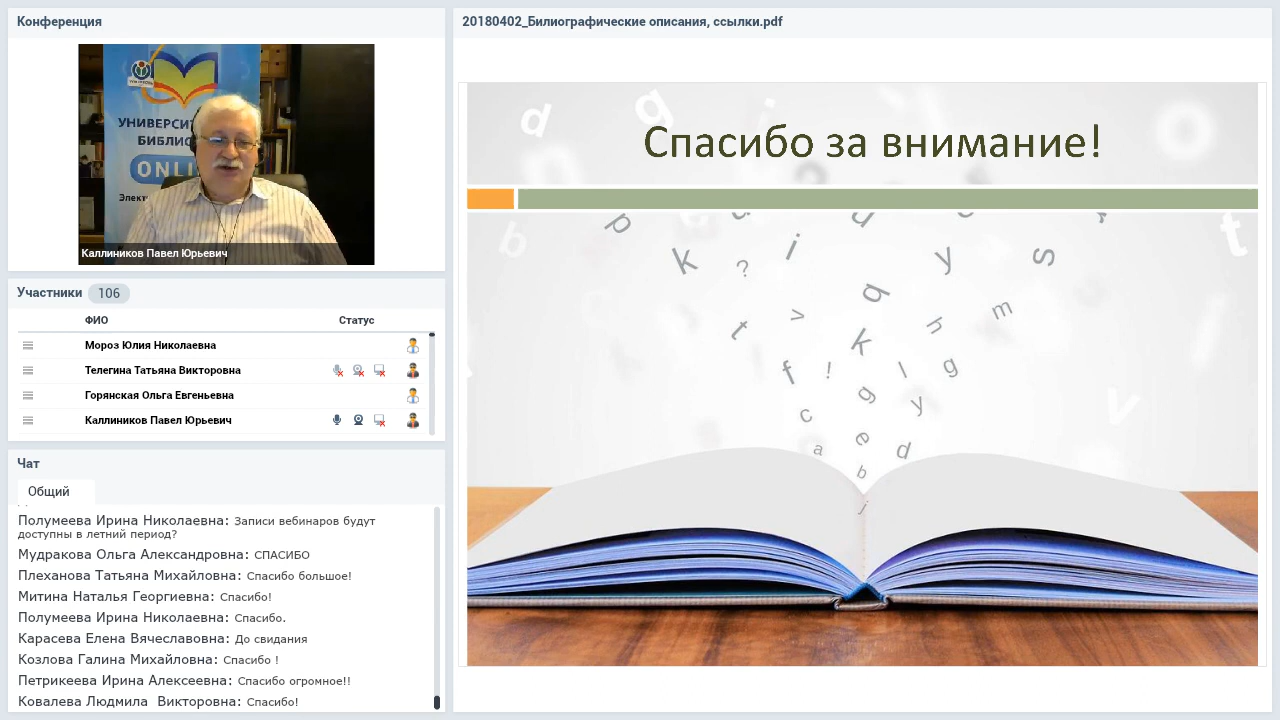 Конференция
УНИВЕРСИТ
БИБЛИО
ONLI
Элект
Каллиников Павел Юрьевич
Участники 106
ФИО Статус
Мороз Юлия Николаевна
Телегина Татьяна Викторовна
Горянская Ольга Евгеньевна
Каллиников Павел Юрьевич
Чат
Общий
Полумеева Ирина Николаевна: Записи вебинаров будут
доступны в летний период?
Мудракова Ольга Александровна: СПАСИБО
Плеханова Татьяна Михайловна: Спасибо большое!
Митина Наталья Георгиевна: Спасибо!
Полумеева Ирина Николаевна: Спасибо.
Карасева Елена Вячеславовна: До свидания
Козлова Галина Михайловна: Спасибо !
Петрикеева Ирина Алексеевна: Спасибо огромное!!
Ковалева Людмила  Викторовна: Спасибо!
20180402_Билиографические описания, ссылки.pdf
Спасибо за внимание!